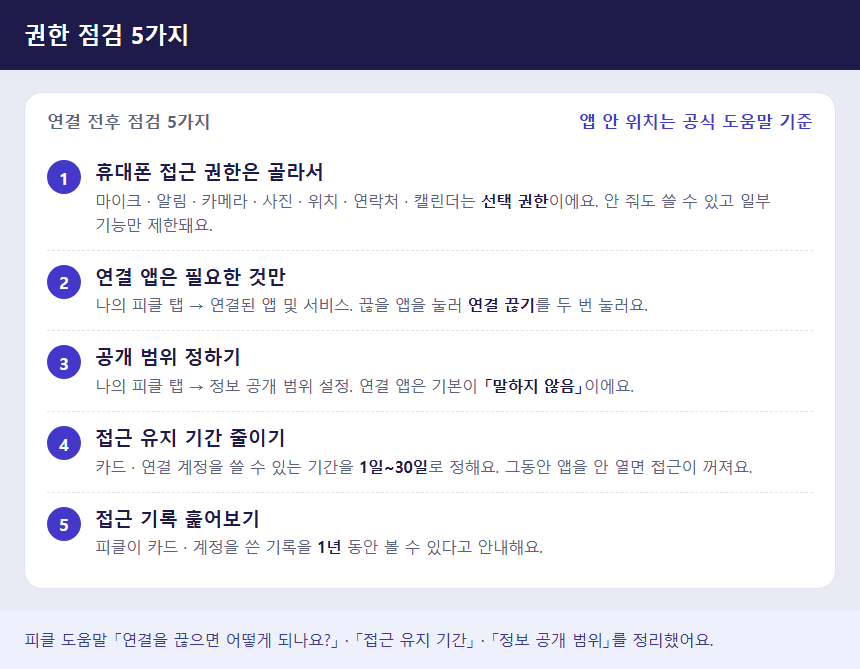 권한 점검 5가지
연결 전후 점검 5가지
앱 안 위치는 공식 도움말 기준
1
휴대폰 접근 권한은 골라서
마이크 · 알림 · 카메라 · 사진 · 위치 · 연락처 · 캘린더는 선택 권한이에요. 안 줘도 쓸 수 있고 일부
기능만 제한돼요.
2
연결 앱은 필요한 것만
나의 피클 탭 → 연결된 앱 및 서비스. 끊을 앱을 눌러 연결 끊기를 두 번 눌러요.
3
공개 범위 정하기
나의 피클 탭 → 정보 공개 범위 설정. 연결 앱은 기본이 「말하지 않음」이에요.
4
접근 유지 기간 줄이기
카드 · 연결 계정을 쓸 수 있는 기간을 1일~30일로 정해요. 그동안 앱을 안 열면 접근이 꺼져요.
5
접근 기록 훑어보기
피클이 카드 · 계정을 쓴 기록을 1년 동안 볼 수 있다고 안내해요.
피클 도움말 「연결을 끊으면 어떻게 되나요?」 · 「접근 유지 기간」 · 「정보 공개 범위」를 정리했어요.